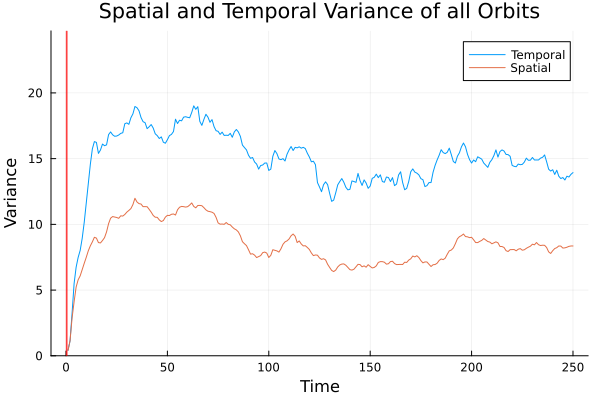 Spatial and Temporal Variance of all Orbits
Temporal
Spatial
Variance
20
15
10
5
0
0 50 100 150 200 250
Time